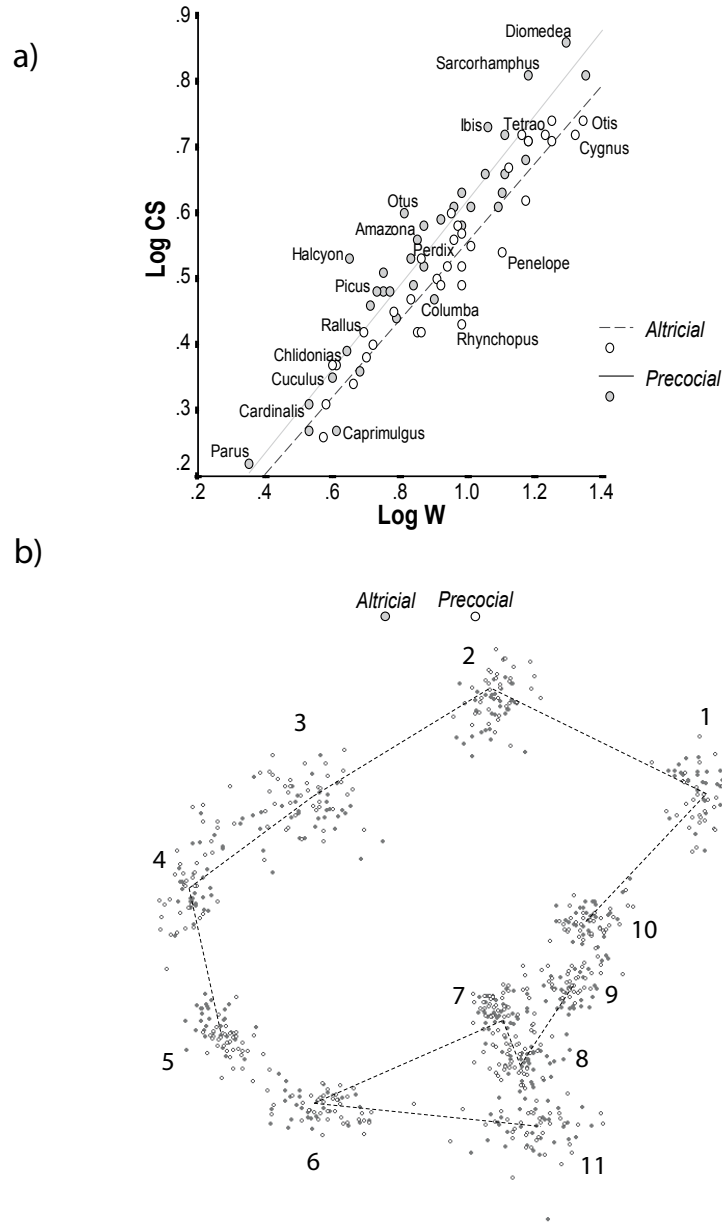 a)
.9
.8
.7
.6
.5
.4
.3
.2
Log CS
Diomedea
Sarcorhamphus
Ibis
Tetrao
Otis
Cygnus
Otus
Amazona
Perdix
Halcyon
Penelope
Picus
Columba
Rallus
Rhynchopus
Chlidonias
Cuculus
Cardinalis
Caprimulgus
Parus
Altricial
Precocial
.2
.4
.6
.8
1.0
1.2
1.4
Log W
b)
Altricial Precocial
2
1
3
4
10
7
9
5
8
6
11